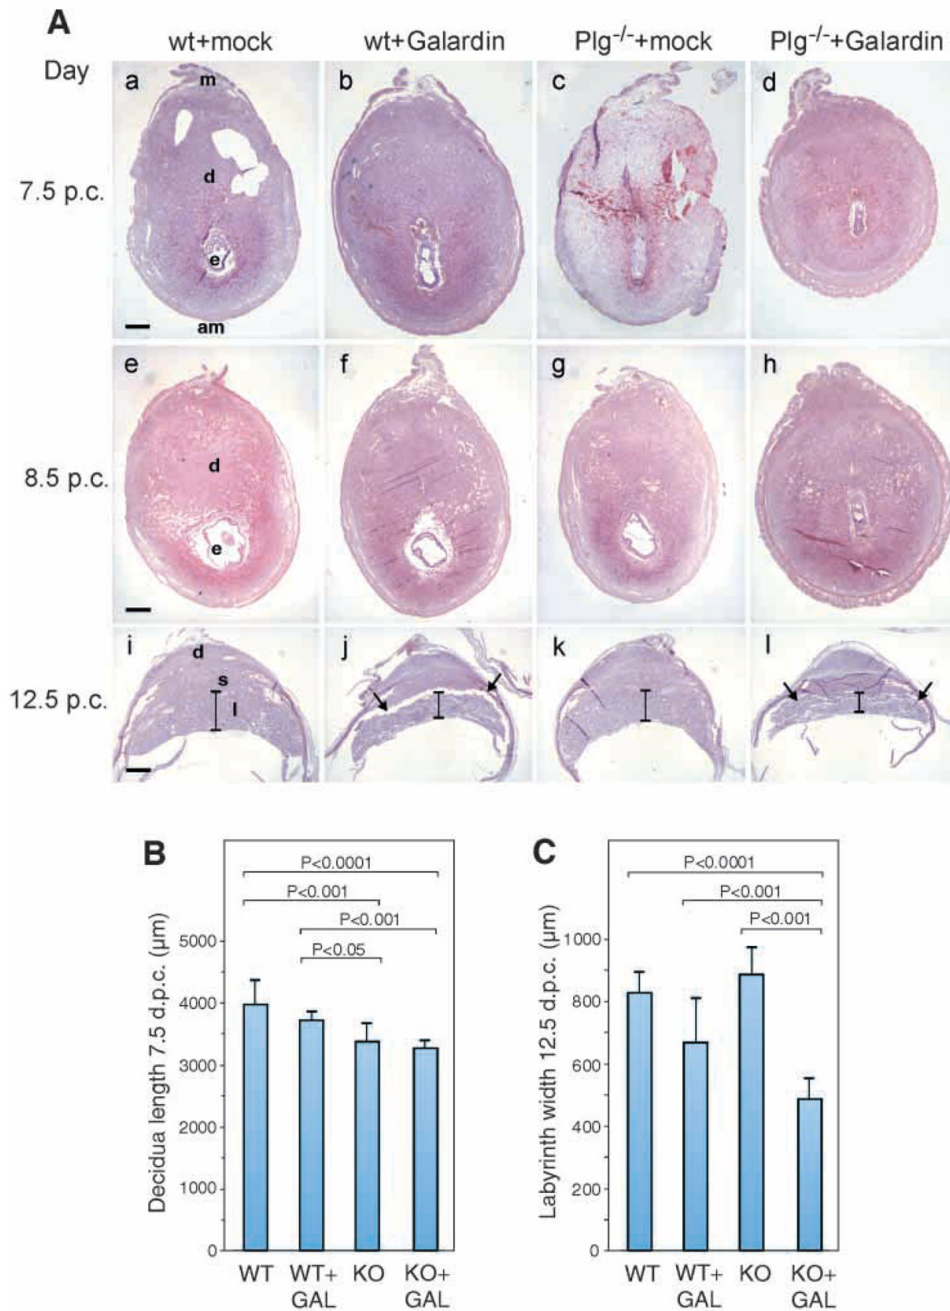 A
wt+mock wt+Galardin Plg-/-+mock Plg-/-+Galardin
Day
a m b c d
7.5 p.c.
d
e
am
e f g h
8.5 p.c.
d
e
i d j k l
12.5 p.c.
s
l
B
P<0.0001
P<0.001
P<0.001
P<0.05
Decidua length 7.5 d.p.c. (μm)
5000
4000
3000
2000
1000
0
WT WT+ GAL KO KO+ GAL
C
P<0.0001
P<0.001
P<0.001
Labyrinth width 12.5 d.p.c. (μm)
1000
800
600
400
200
0
WT WT+ GAL KO KO+ GAL